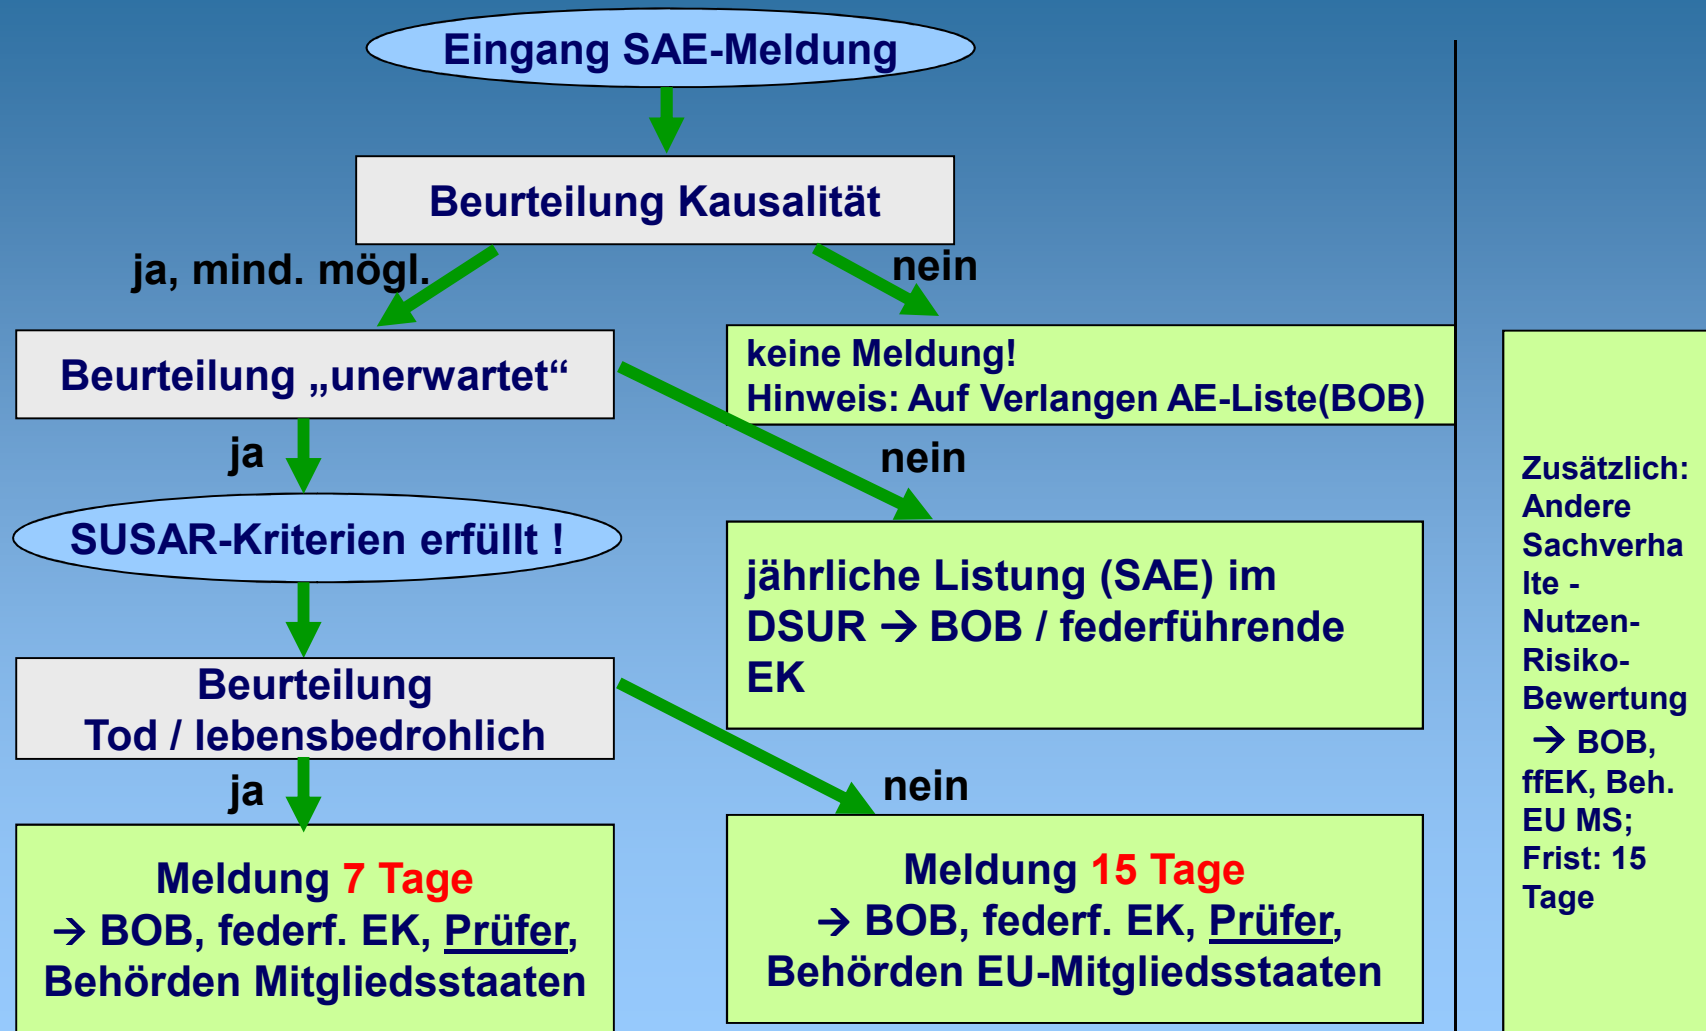 Eingang SAE-Meldung
Beurteilung Kausalität
ja, mind. mögl.
nein
Beurteilung „unerwartet“
keine Meldung!
Hinweis: Auf Verlangen AE-Liste(BOB)
ja
nein
SUSAR-Kriterien erfüllt !
jährliche Listung (SAE) im
DSUR → BOB / federführende
EK
Beurteilung
Tod / lebensbedrohlich
ja
nein
Meldung 7 Tage
→ BOB, federf. EK, Prüfer,
Behörden Mitgliedsstaaten
Meldung 15 Tage
→ BOB, federf. EK, Prüfer,
Behörden EU-Mitgliedsstaaten
Zusätzlich:
Andere
Sachverha
lte -
Nutzen-
Risiko-
Bewertung
→ BOB,
ffEK, Beh.
EU MS;
Frist: 15
Tage